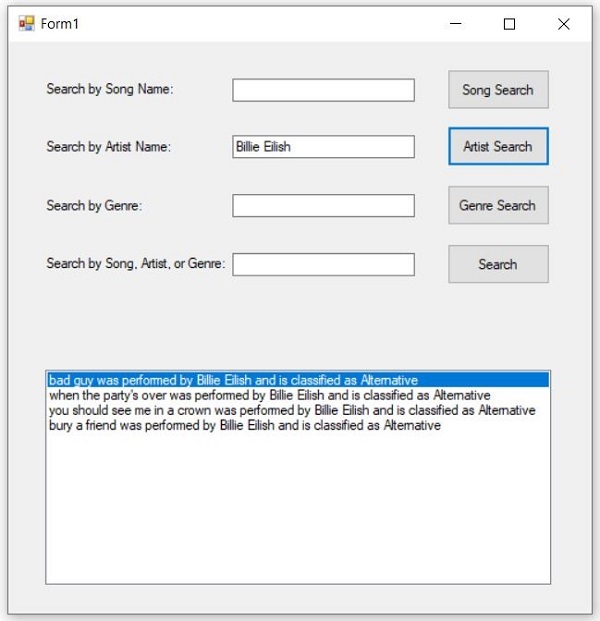 Form1
Search by Song Name:
Song Search
Search by Artist Name:
Billie Eilish
Artist Search
Search by Genre:
Genre Search
Search by Song, Artist, or Genre:
Search
bad guy was performed by Billie Eilish and is classified as Alternative
when the party's over was performed by Billie Eilish and is classified as Alternative
you should see me in a crown was performed by Billie Eilish and is classified as Alternative
bury a friend was performed by Billie Eilish and is classified as Alternative